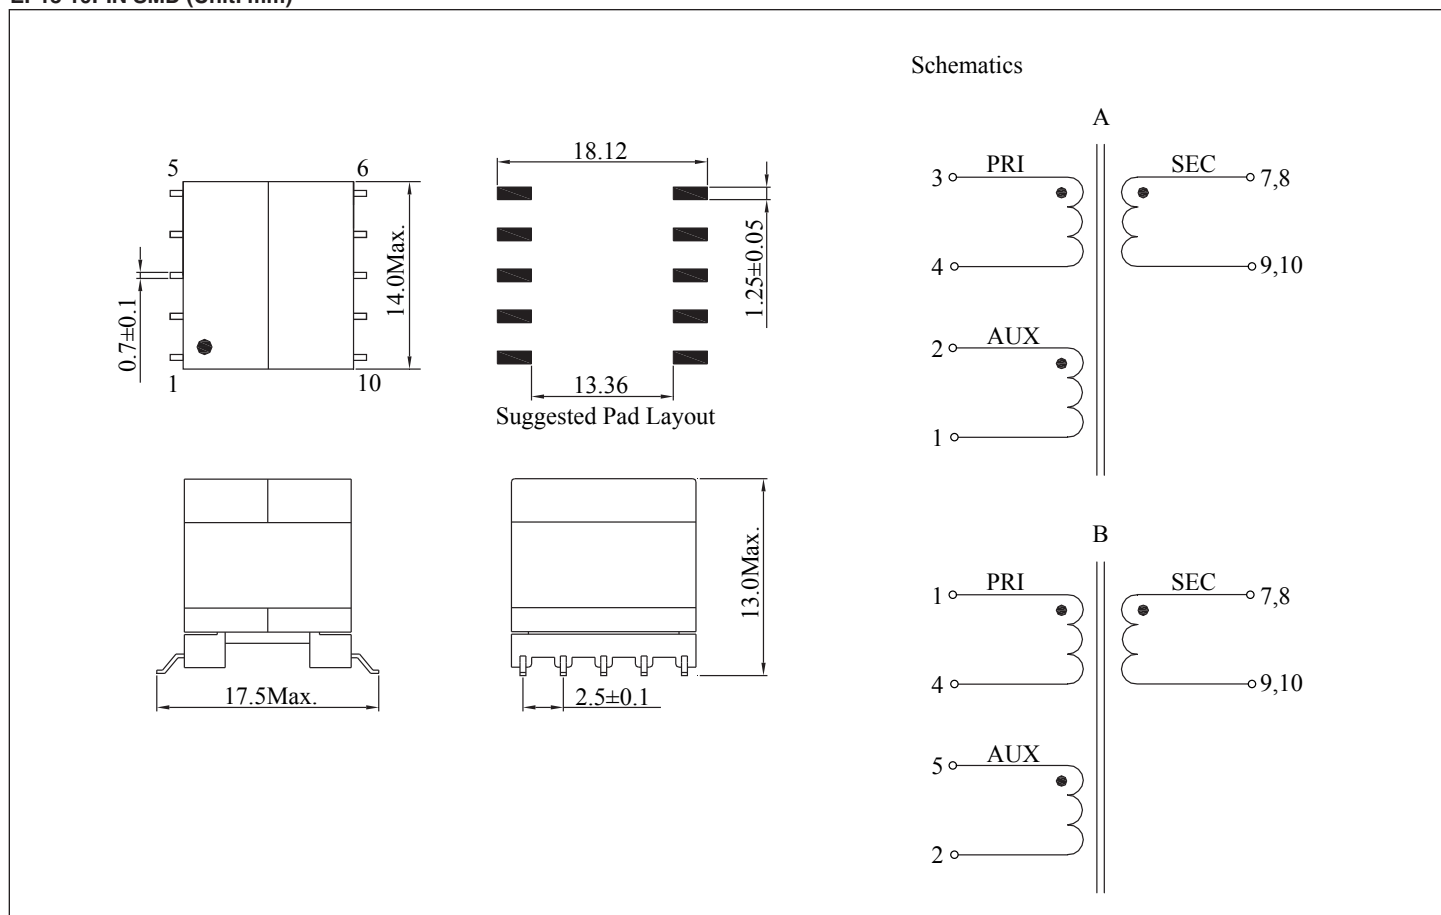 Schematics
5
6
0.7±0.1
14.0Max.
1
10
18.12
1.25±0.05
13.36
Suggested Pad Layout
17.5Max.
13.0Max.
2.5±0.1
A
3
PRI
SEC
7,8
4
9,10
2
AUX
1
B
1
PRI
SEC
7,8
4
9,10
5
AUX
2